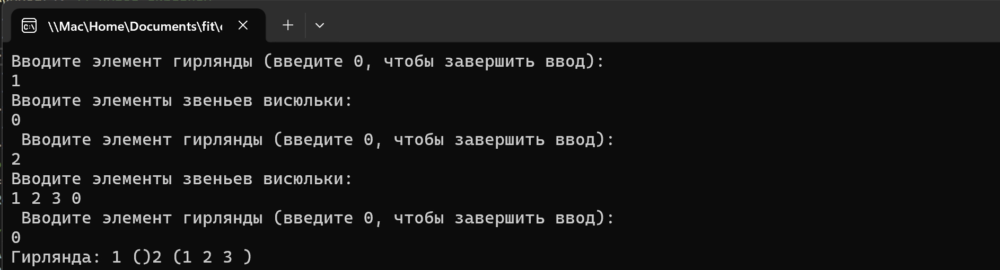 \\Mac\Home\Documents\fit\
Вводите элемент гирлянды (введите 0, чтобы завершить ввод):
1
Вводите элементы звеньев висюльки:
0
Вводите элемент гирлянды (введите 0, чтобы завершить ввод):
2
Вводите элементы звеньев висюльки:
1 2 3 0
Вводите элемент гирлянды (введите 0, чтобы завершить ввод):
0
Гирлянда: 1 ()2 (1 2 3 )